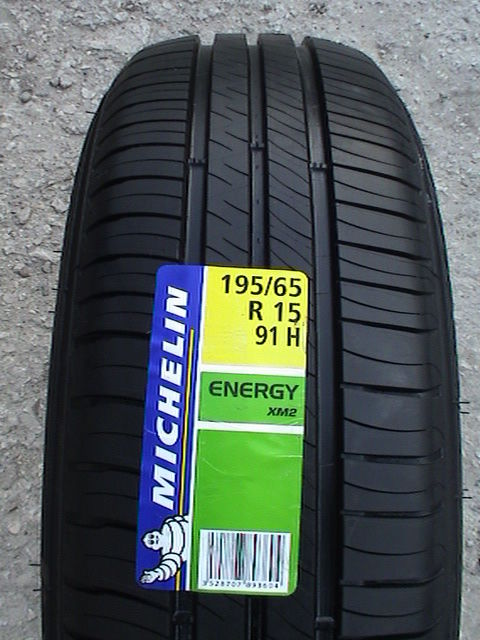 195/65
R 15
91 H
MICHELIN
ENERGY
XM2